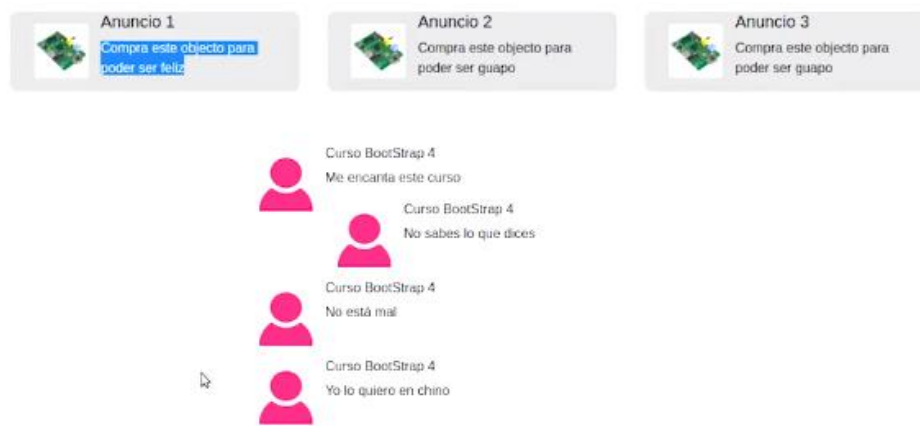 Anuncio 1
Compra este objecto para
poder ser feliz
Anuncio 2
Compra este objecto para
poder ser guapo
Anuncio 3
Compra este objecto para
poder ser guapo
Curso BootStrap 4
Me encanta este curso
Curso BootStrap 4
No sabes lo que dices
Curso BootStrap 4
No está mal
Curso BootStrap 4
Yo lo quiero en chino